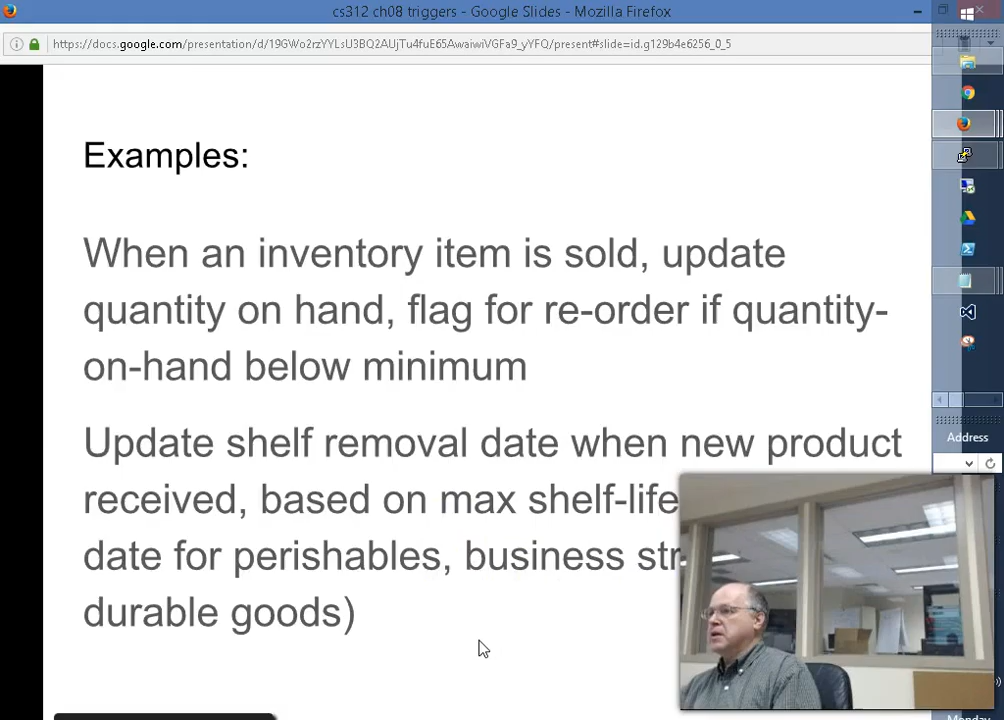 cs312 ch08 triggers - Google Slides - Mozilla Firefox
https://docs.google.com/presentation/d/19GWo2rzYYLsU3BQ2AUjTu4fuE65AwaiwiVGFa9_yYFQ/present#slide=id.g129b4e6256_0_5
Examples:
When an inventory item is sold, update
quantity on hand, flag for re-order if quantity-
on-hand below minimum
Address
Update shelf removal date when new product
received, based on max shelf-life
date for perishables, business str
durable goods)
Monday